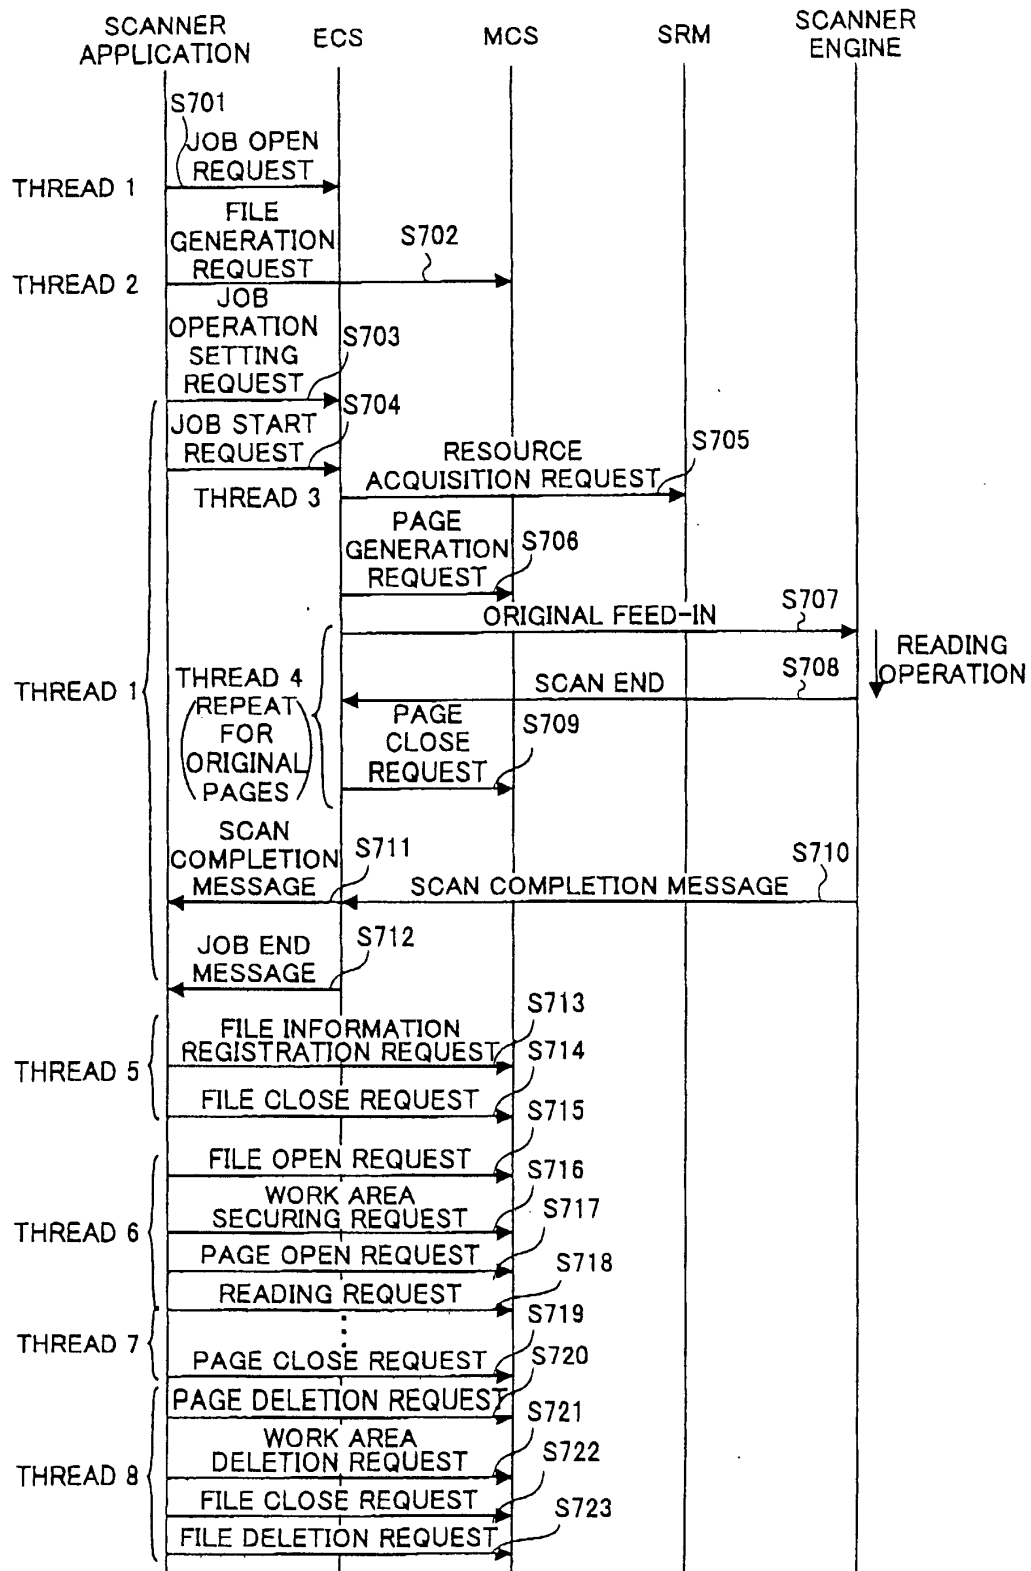 SCANNER
APPLICATION
ECS
MCS
SRM
SCANNER
ENGINE
S701
JOB OPEN
REQUEST
THREAD 1
FILE
GENERATION
REQUEST
S702
THREAD 2
JOB
OPERATION
SETTING
REQUEST
S703
JOB START
REQUEST
S704
RESOURCE
ACQUISITION REQUEST
S705
THREAD 3
PAGE
GENERATION
REQUEST
S706
ORIGINAL FEED-IN
S707
READING
OPERATION
THREAD 1
THREAD 4
REPEAT
FOR
ORIGINAL
PAGES
SCAN END
S708
PAGE
CLOSE
REQUEST
S709
SCAN
COMPLETION
MESSAGE
S711
SCAN COMPLETION MESSAGE
S710
JOB END
MESSAGE
S712
THREAD 5
FILE INFORMATION
REGISTRATION REQUEST
S713
FILE CLOSE REQUEST
S714
THREAD 6
FILE OPEN REQUEST
S715
WORK AREA
SECURING REQUEST
S716
PAGE OPEN REQUEST
S717
READING REQUEST
S718
THREAD 7
PAGE CLOSE REQUEST
S719
THREAD 8
PAGE DELETION REQUEST
S720
WORK AREA
DELETION REQUEST
S721
FILE CLOSE REQUEST
S722
FILE DELETION REQUEST
S723